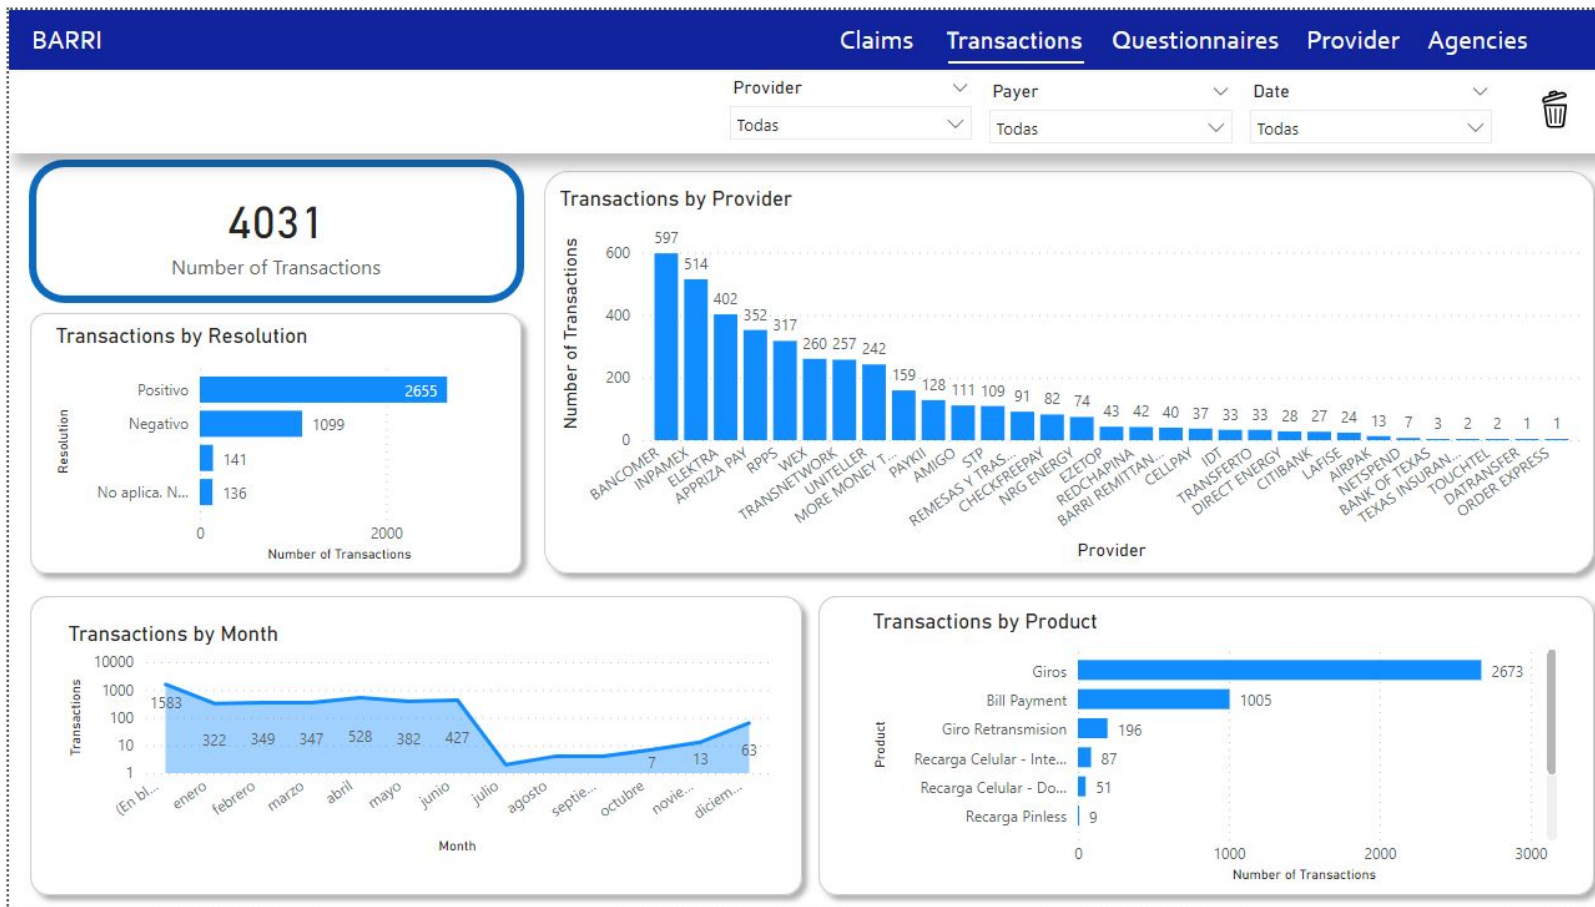 BARRI
Claims Transactions Questionnaires Provider Agencies
Provider
Todas
Payer
Todas
Date
Todas
4031
Number of Transactions
Transactions by Resolution
Resolution
Positivo 2655
Negativo 1099
141
No aplica. N... 136
0 2000
Number of Transactions
Transactions by Provider
Number of Transactions
600
400
200
0
597 514 402 352 317 260 257 242 159 128 111 109 91 82 74 43 42 40 37 33 33 28 27 24 13 7 3 2 2 1 1
BANCOMER
INPAMEX
ELEKTRA
APPRIZA PAY
RPPS
WEX
TRANSNETWORK
UNITELLER
MORE MONEY T...
PAYKII
AMIGO
STP
REMESAS Y TRAS...
CHECKFREEPAY
NRG ENERGY
EZETOP
REDCHAPINA
BARRI REMITTAN...
CELLPAY
IDT
TRANSFERTO
DIRECT ENERGY
CITIBANK
LAFISE
AIRPAK
NETSPEND
BANK OF TEXAS
TEXAS INSURAN...
TOUCHTEL
DATRANSFER
ORDER EXPRESS
Provider
Transactions by Month
Transactions
10000
1000
100
10
1
1583 322 349 347 528 382 427 7 13 63
(En bl... enero febrero marzo abril mayo junio julio agosto septie... octubre novie... diciem...
Month
Transactions by Product
Product
Giros 2673
Bill Payment 1005
Giro Retransmision 196
Recarga Celular - Inte... 87
Recarga Celular - Do... 51
Recarga Pinless 9
0 1000 2000 3000
Number of Transactions